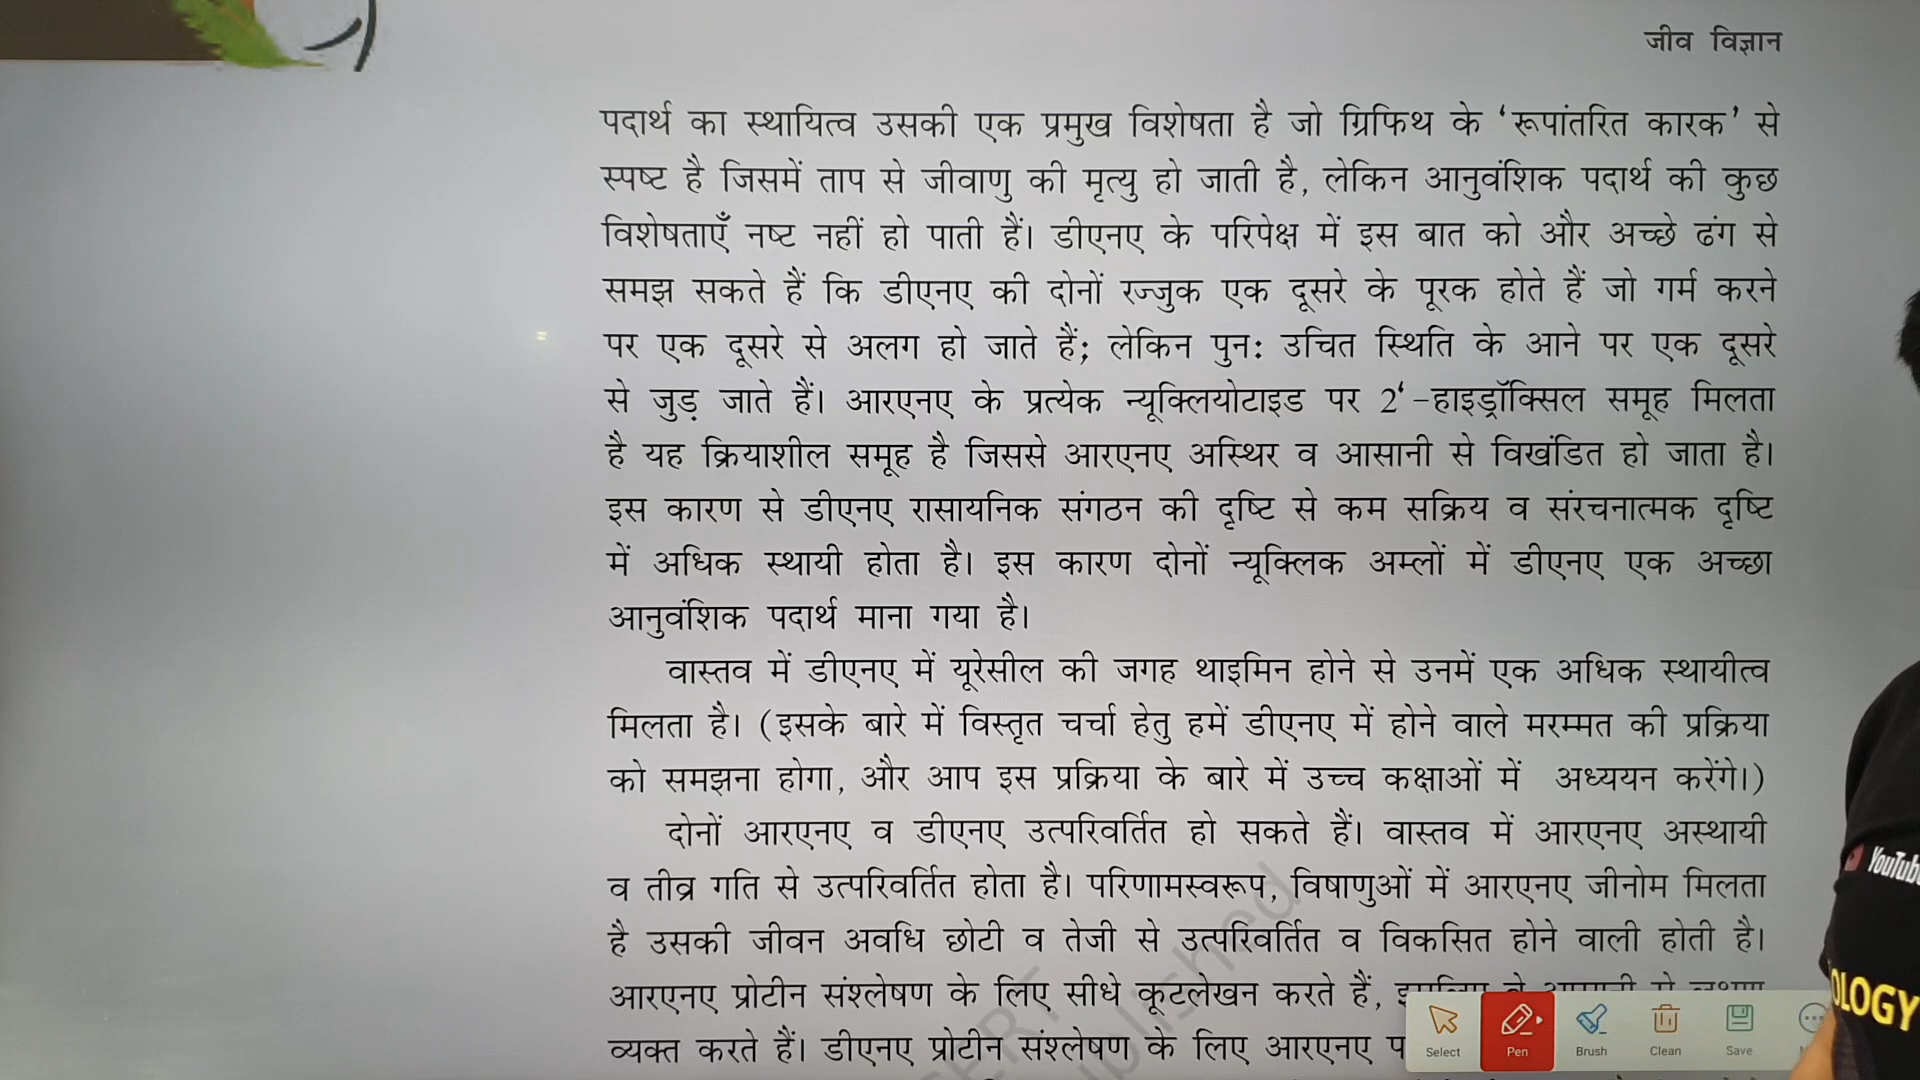 जीव विज्ञान
पदार्थ का स्थायित्व उसकी एक प्रमुख विशेषता है जो ग्रिफिथ के ‘रूपांतरित कारक’ से
स्पष्ट है जिसमें ताप से जीवाणु की मृत्यु हो जाती है, लेकिन आनुवंशिक पदार्थ की कुछ
विशेषताएँ नष्ट नहीं हो पाती हैं। डीएनए के परिपेक्ष में इस बात को और अच्छे ढंग से
समझ सकते हैं कि डीएनए की दोनों रज्जुक एक दूसरे के पूरक होते हैं जो गर्म करने
पर एक दूसरे से अलग हो जाते हैं; लेकिन पुनः उचित स्थिति के आने पर एक दूसरे
से जुड़ जाते हैं। आरएनए के प्रत्येक न्यूक्लियोटाइड पर 2‘-हाइड्रॉक्सिल समूह मिलता
है यह क्रियाशील समूह है जिससे आरएनए अस्थिर व आसानी से विखंडित हो जाता है।
इस कारण से डीएनए रासायनिक संगठन की दृष्टि से कम सक्रिय व संरचनात्मक दृष्टि
में अधिक स्थायी होता है। इस कारण दोनों न्यूक्लिक अम्लों में डीएनए एक अच्छा
आनुवंशिक पदार्थ माना गया है।
वास्तव में डीएनए में यूरेसील की जगह थाइमिन होने से उनमें एक अधिक स्थायीत्व
मिलता है। (इसके बारे में विस्तृत चर्चा हेतु हमें डीएनए में होने वाले मरम्मत की प्रक्रिया
को समझना होगा, और आप इस प्रक्रिया के बारे में उच्च कक्षाओं में अध्ययन करेंगे।)
दोनों आरएनए व डीएनए उत्परिवर्तित हो सकते हैं। वास्तव में आरएनए अस्थायी
व तीव्र गति से उत्परिवर्तित होता है। परिणामस्वरूप, विषाणुओं में आरएनए जीनोम मिलता
है उसकी जीवन अवधि छोटी व तेजी से उत्परिवर्तित व विकसित होने वाली होती है।
आरएनए प्रोटीन संश्लेषण के लिए सीधे कूटलेखन करते हैं,
व्यक्त करते हैं। डीएनए प्रोटीन संश्लेषण के लिए आरएनए प
Select Pen Brush Clean Save
YouTub
OLOGY